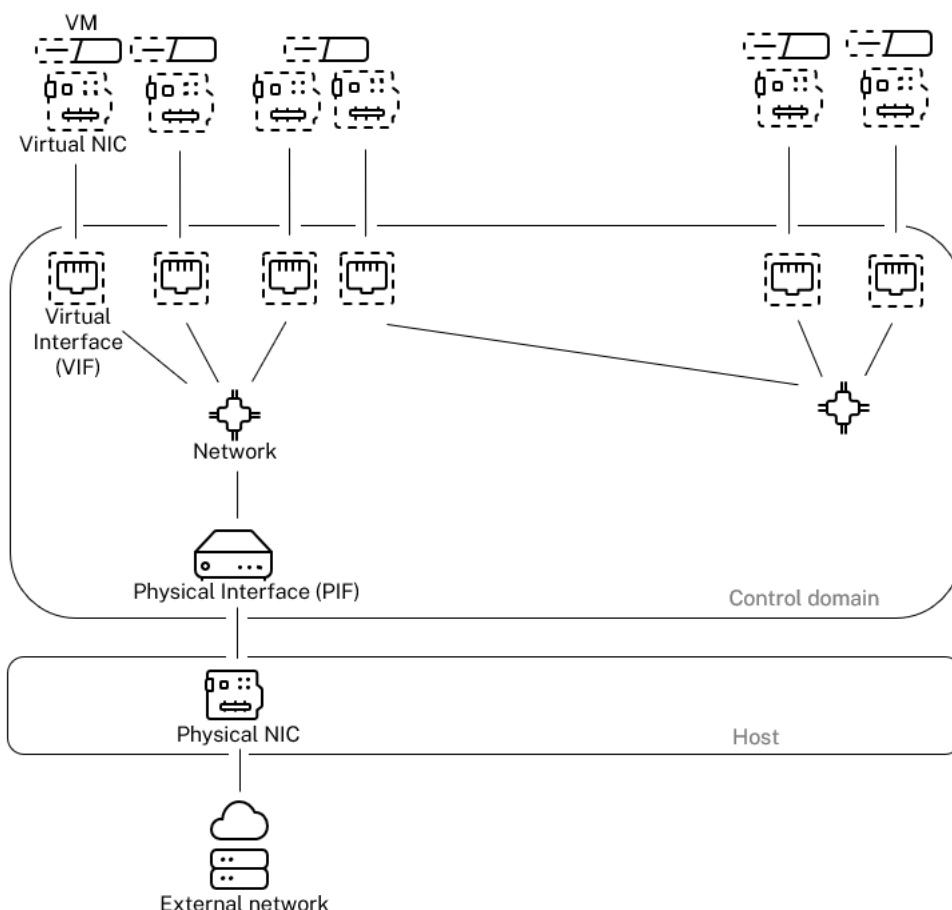 VM
Virtual NIC
Virtual
Interface
(VIF)
Network
Physical Interface (PIF)
Control domain
Physical NIC
Host
External network